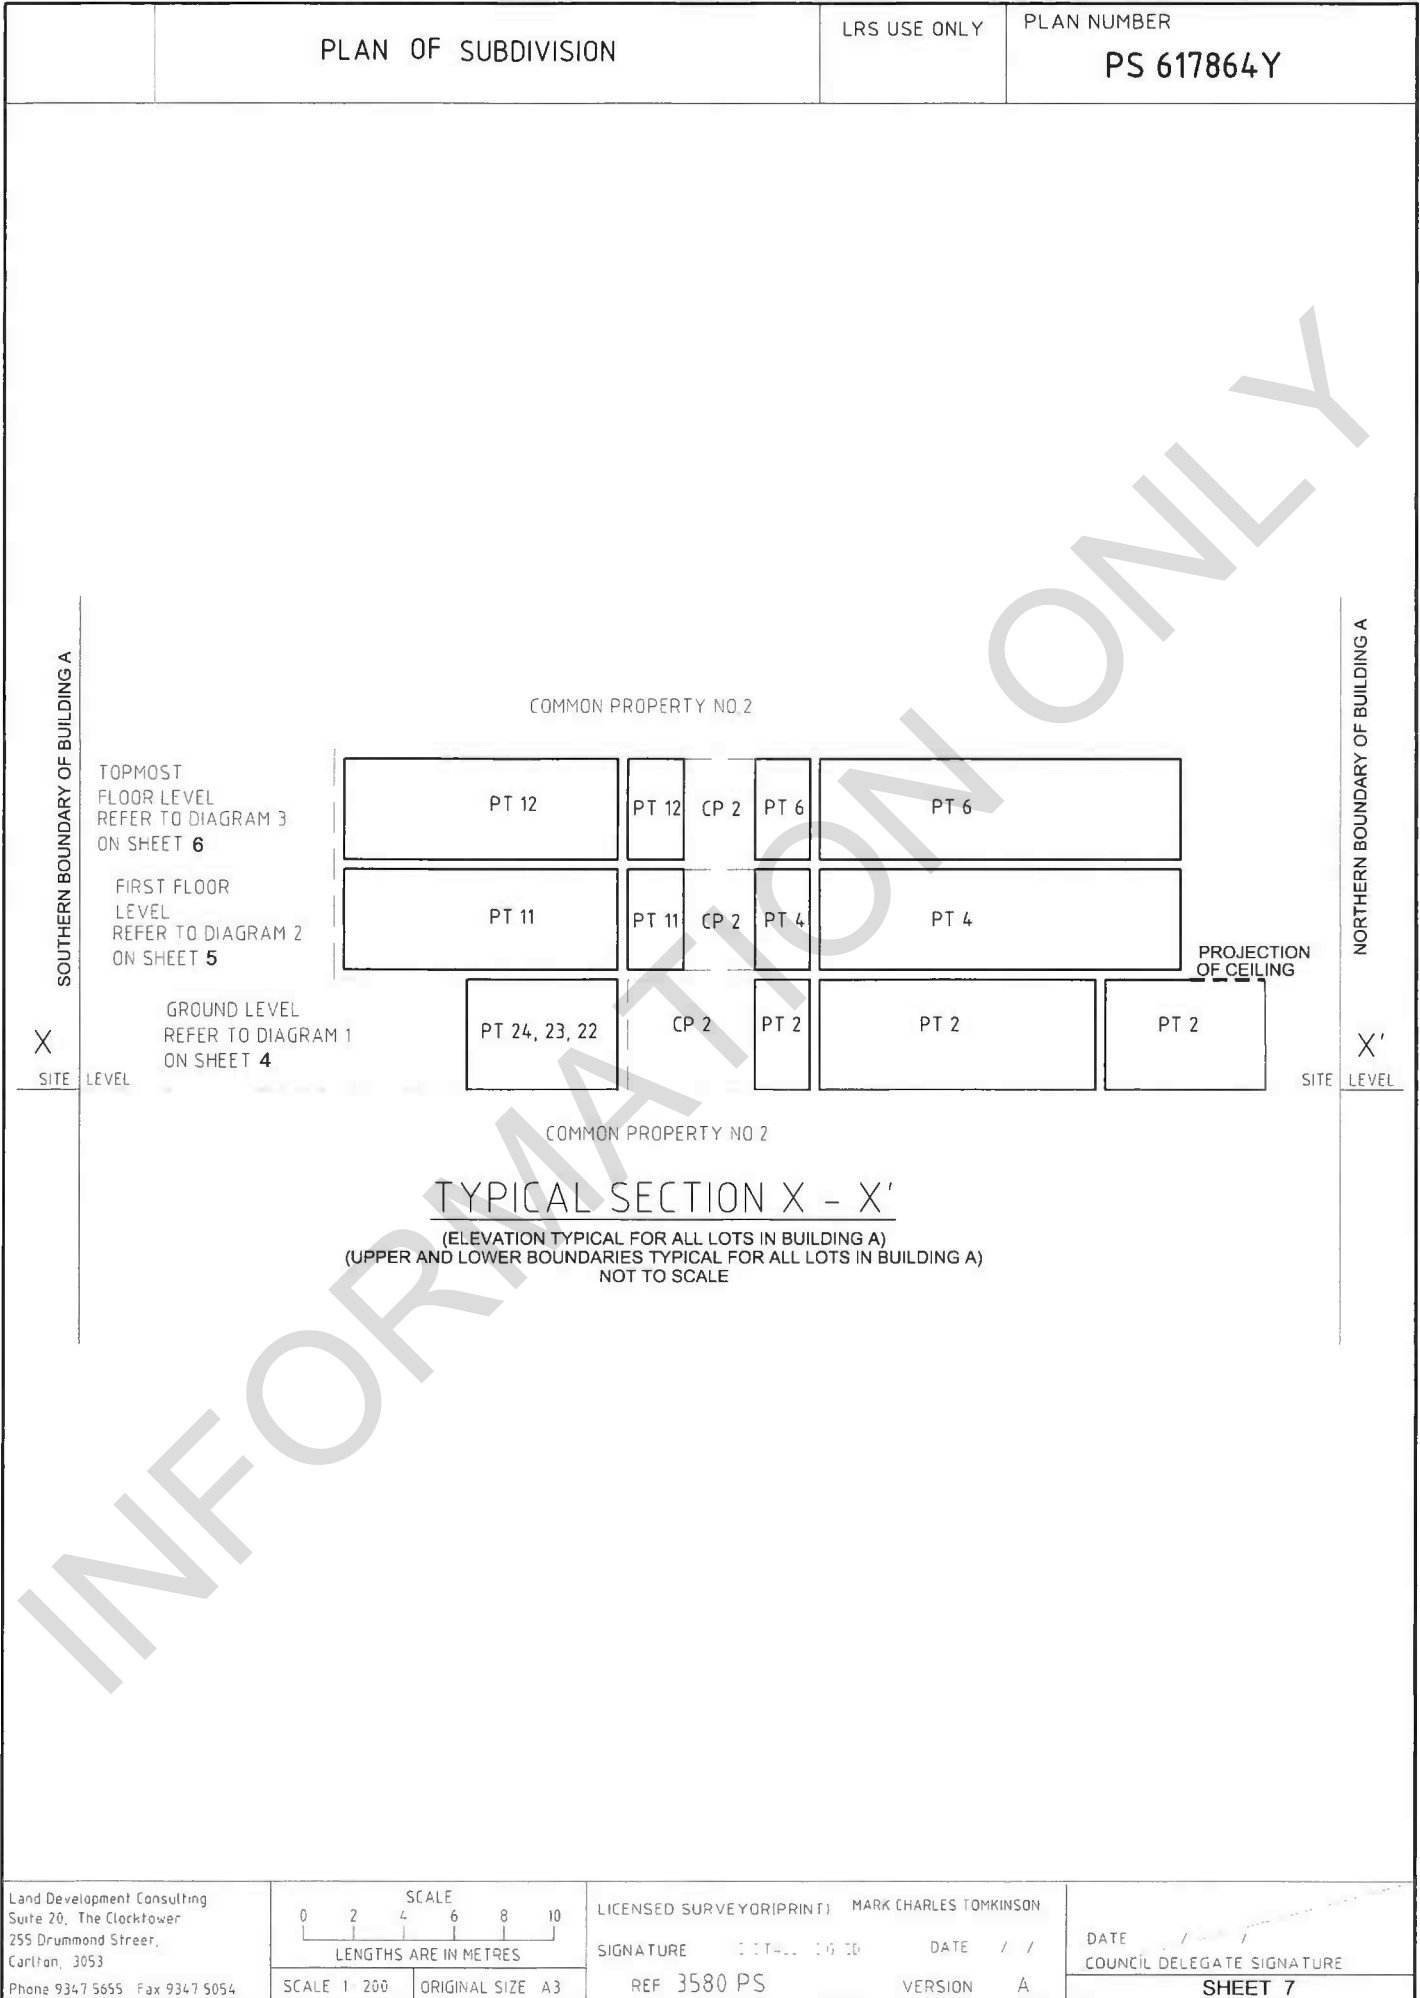 PLAN OF SUBDIVISION
LRS USE ONLY
PLAN NUMBER
PS 617864Y
SOUTHERN BOUNDARY OF BUILDING A
NORTHERN BOUNDARY OF BUILDING A
COMMON PROPERTY NO.2
TOPMOST
FLOOR LEVEL
REFER TO DIAGRAM 3
ON SHEET 6
PT 12
PT 12
CP 2
PT 6
PT 6
FIRST FLOOR
LEVEL
REFER TO DIAGRAM 2
ON SHEET 5
PT 11
PT 11
CP 2
PT 4
PT 4
PROJECTION
OF CEILING
GROUND LEVEL
REFER TO DIAGRAM 1
ON SHEET 4
PT 24, 23, 22
CP 2
PT 2
PT 2
PT 2
X
X'
SITE LEVEL
SITE LEVEL
COMMON PROPERTY NO 2
TYPICAL SECTION X - X'
(ELEVATION TYPICAL FOR ALL LOTS IN BUILDING A)
(UPPER AND LOWER BOUNDARIES TYPICAL FOR ALL LOTS IN BUILDING A)
NOT TO SCALE
INFORMATION ONLY
Land Development Consulting
Suite 20, The Clocktower
255 Drummond Street,
Carlton, 3053
Phone 9347 5655 Fax 9347 5054
SCALE
0 2 4 6 8 10
LENGTHS ARE IN METRES
SCALE 1 200
ORIGINAL SIZE A3
LICENSED SURVEYOR(PRINT) MARK CHARLES TOMKINSON
SIGNATURE
DATE / /
REF 3580 PS
VERSION A
DATE / /
COUNCIL DELEGATE SIGNATURE
SHEET 7